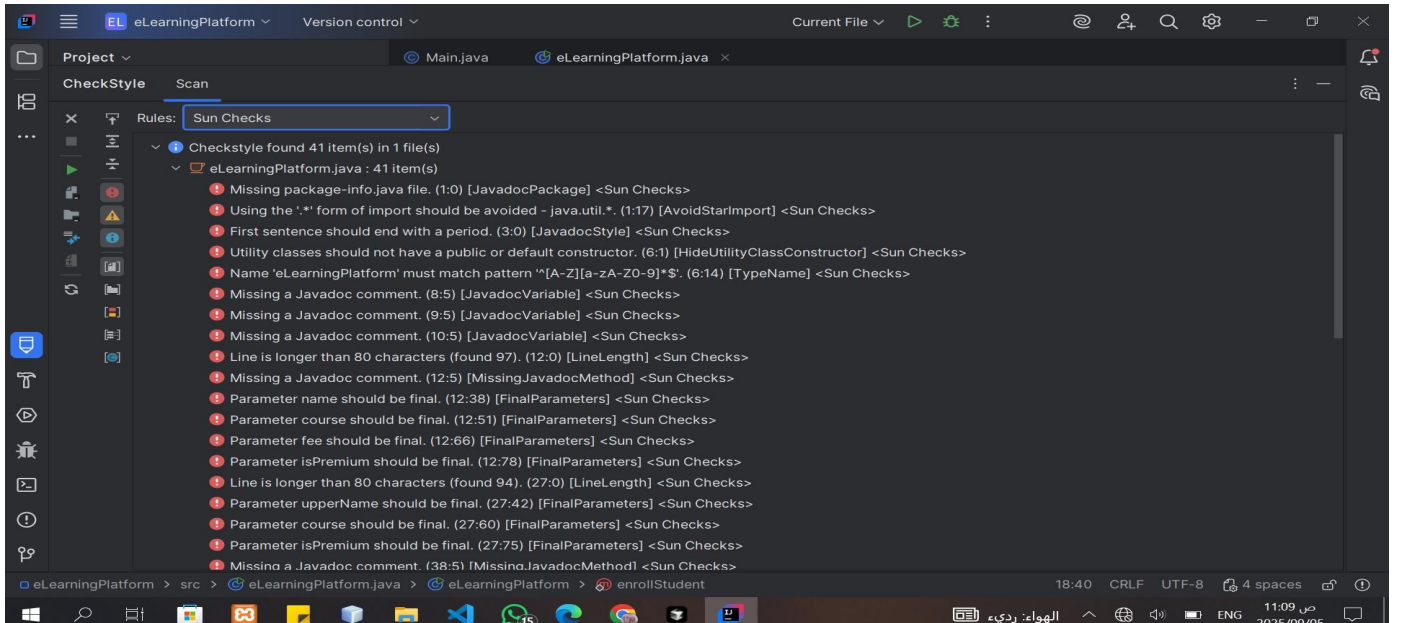 EL eLearningPlatform Version control Current File
Project Main.java eLearningPlatform.java
CheckStyle Scan
Rules: Sun Checks
Checkstyle found 41 item(s) in 1 file(s)
eLearningPlatform.java : 41 item(s)
Missing package-info.java file. (1:0) [JavadocPackage] <Sun Checks>
Using the '.*' form of import should be avoided - java.util.*. (1:17) [AvoidStarImport] <Sun Checks>
First sentence should end with a period. (3:0) [JavadocStyle] <Sun Checks>
Utility classes should not have a public or default constructor. (6:1) [HideUtilityClassConstructor] <Sun Checks>
Name 'eLearningPlatform' must match pattern '^[A-Z][a-zA-Z0-9]*$'. (6:14) [TypeName] <Sun Checks>
Missing a Javadoc comment. (8:5) [JavadocVariable] <Sun Checks>
Missing a Javadoc comment. (9:5) [JavadocVariable] <Sun Checks>
Missing a Javadoc comment. (10:5) [JavadocVariable] <Sun Checks>
Line is longer than 80 characters (found 97). (12:0) [LineLength] <Sun Checks>
Missing a Javadoc comment. (12:5) [MissingJavadocMethod] <Sun Checks>
Parameter name should be final. (12:38) [FinalParameters] <Sun Checks>
Parameter course should be final. (12:51) [FinalParameters] <Sun Checks>
Parameter fee should be final. (12:66) [FinalParameters] <Sun Checks>
Parameter isPremium should be final. (12:78) [FinalParameters] <Sun Checks>
Line is longer than 80 characters (found 94). (27:0) [LineLength] <Sun Checks>
Parameter upperName should be final. (27:42) [FinalParameters] <Sun Checks>
Parameter course should be final. (27:60) [FinalParameters] <Sun Checks>
Parameter isPremium should be final. (27:75) [FinalParameters] <Sun Checks>
Missing a Javadoc comment. (38:5) [MissingJavadocMethod] <Sun Checks>
eLearningPlatform > src > eLearningPlatform.java > eLearningPlatform > enrollStudent 18:40 CRLF UTF-8 4 spaces
15 الهواء: رديء ENG 11:09 ص
2025/09/05